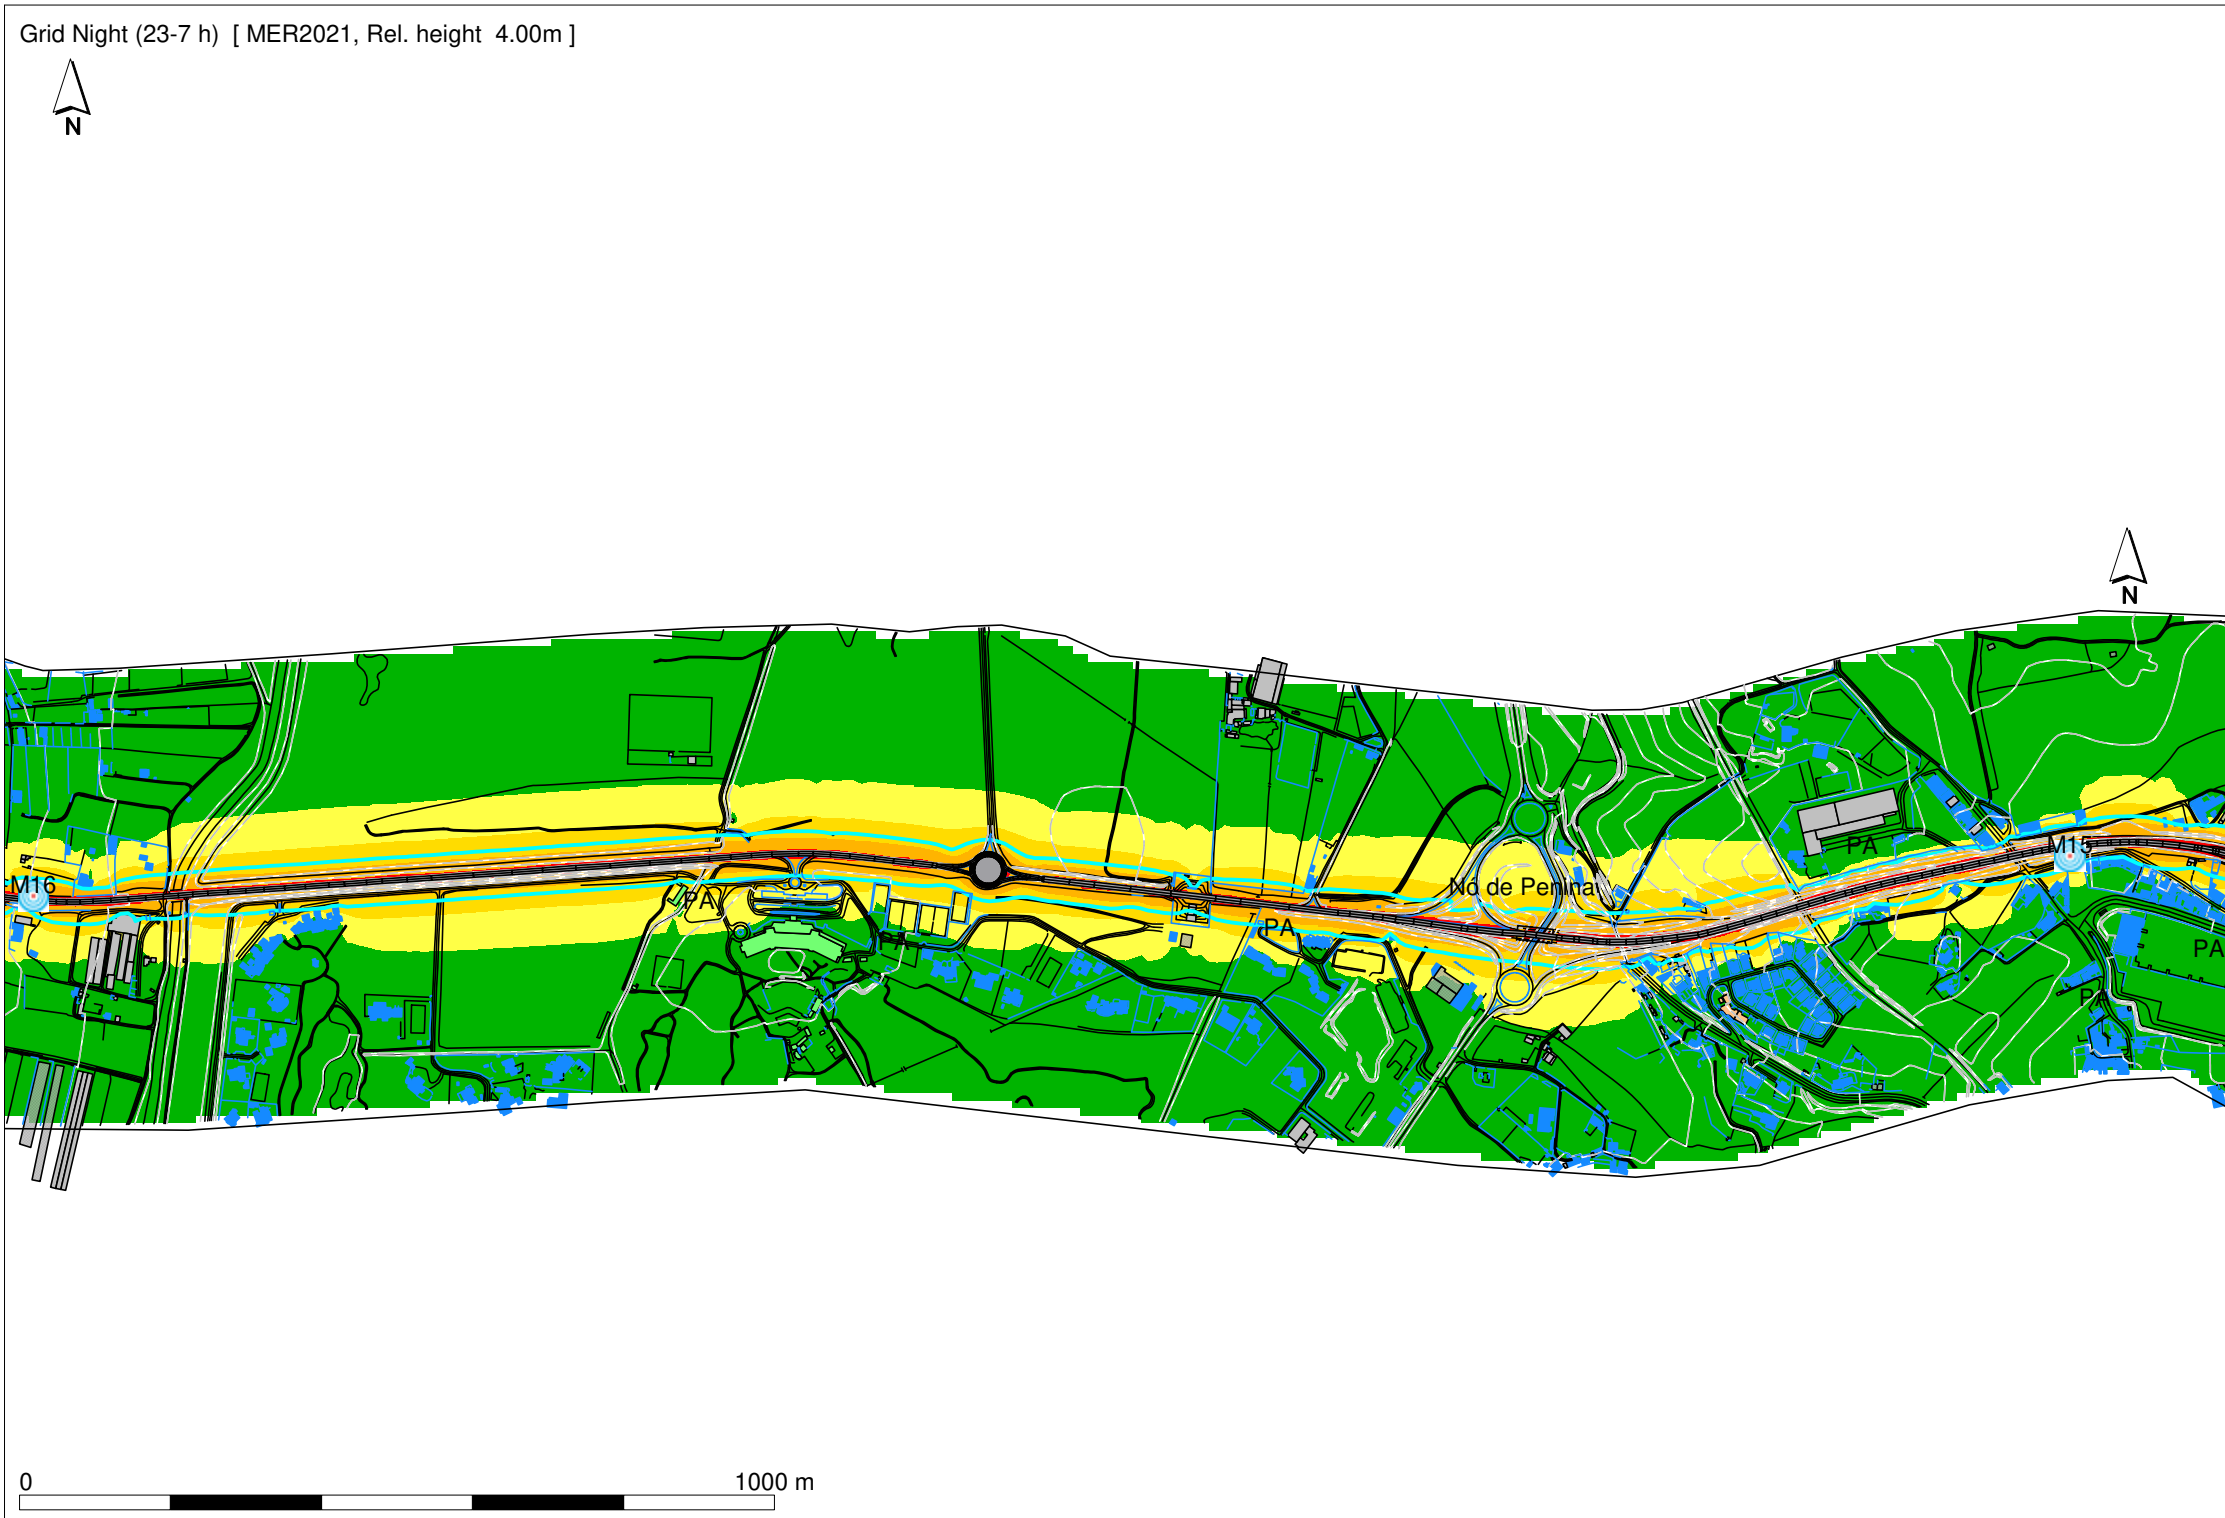 Grid Night (23-7 h) [ MER2021, Rel. height 4.00m ]
N
N
M15
PA
M16
Nó de Penina
PA
PA
PA
PA
PA
0
1000 m